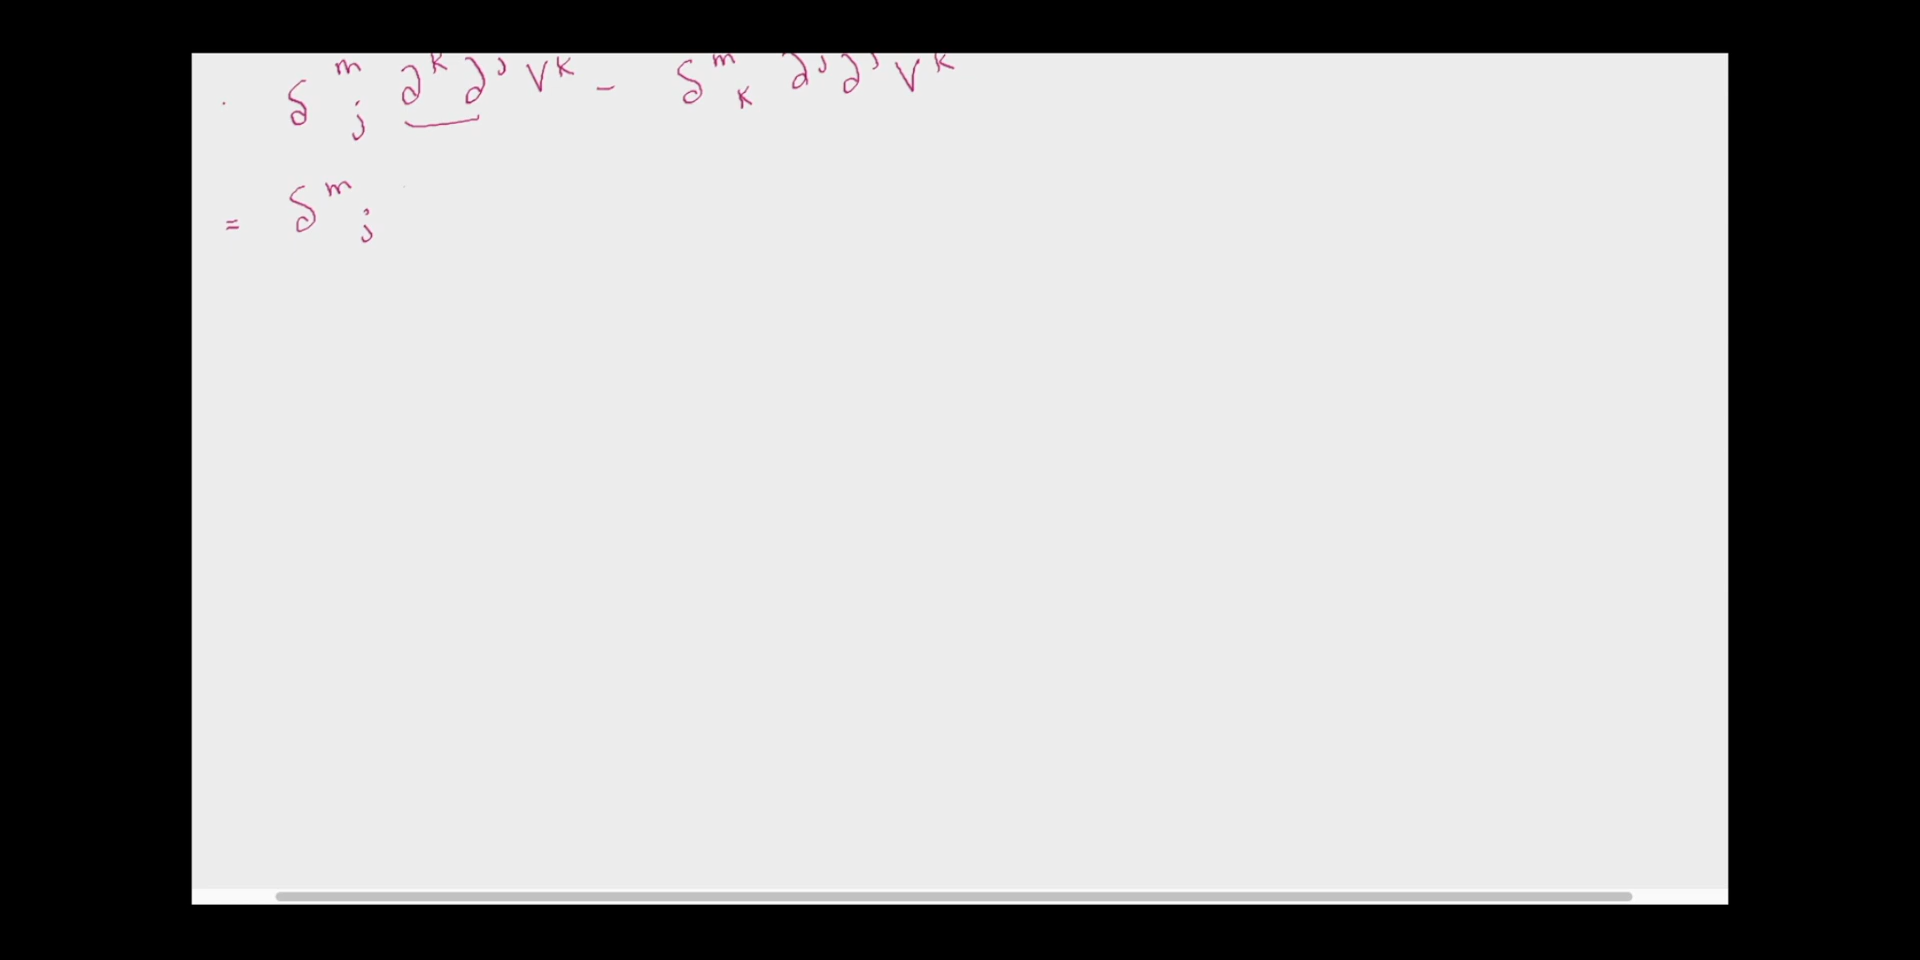 δ^m_j ∂^k ∂^j V^k - δ^m_k ∂^j ∂^j V^k
= δ^m_j